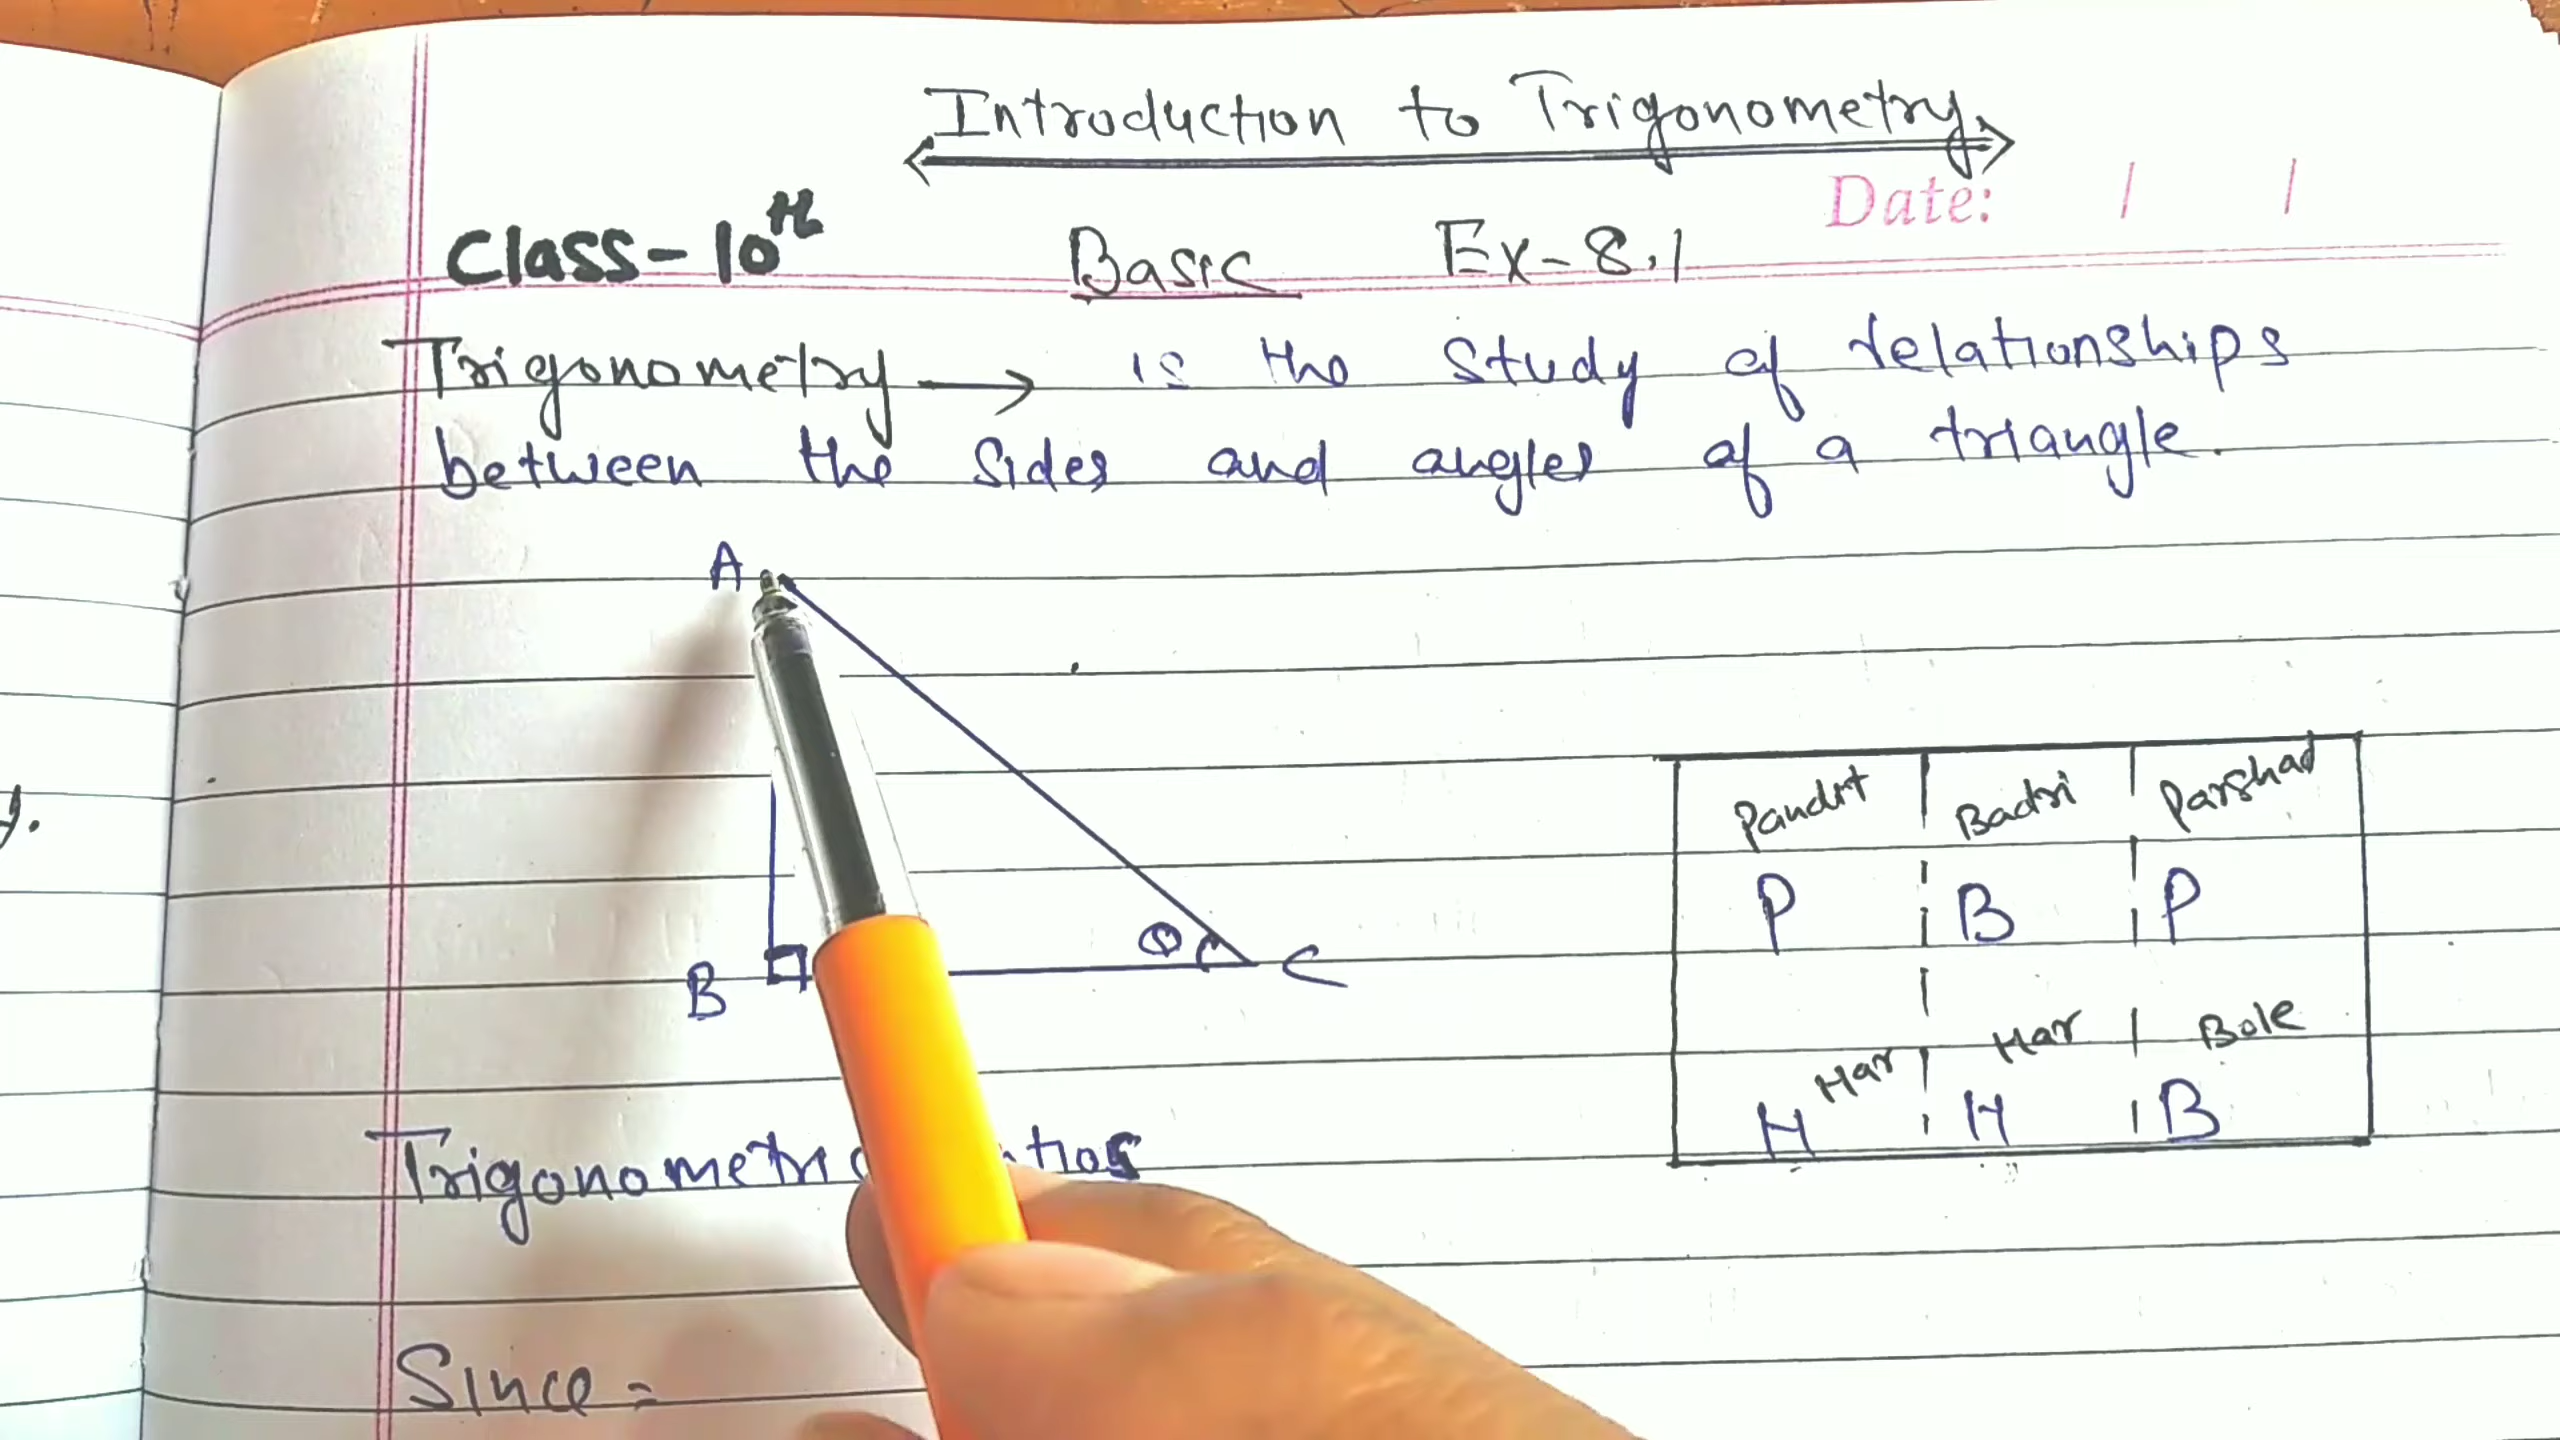 Introduction to Trigonometry
Date: / /
Class-10th Basic Ex-8.1
Trigonometry → is the study of relationships
between the sides and angles of a triangle.
A
B
θ
C
Pandit Badri Parshad
P B P
Har Har Bole
H H B
Trigonometric
Since =